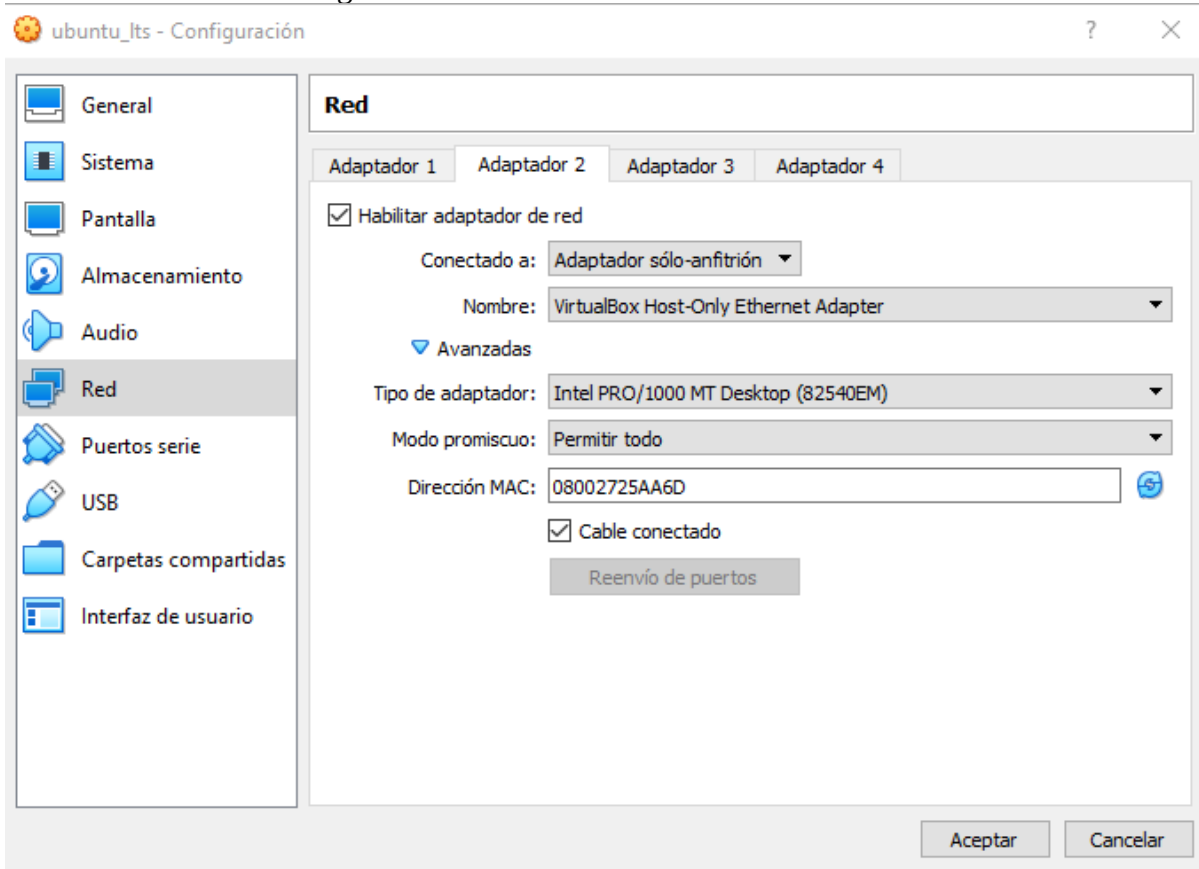 ubuntu_lts - Configuración
?
General
Sistema
Pantalla
Almacenamiento
Audio
Red
Puertos serie
USB
Carpetas compartidas
Interfaz de usuario
Red
Adaptador 1 Adaptador 2 Adaptador 3 Adaptador 4
Habilitar adaptador de red
Conectado a: Adaptador sólo-anfitrión
Nombre: VirtualBox Host-Only Ethernet Adapter
Avanzadas
Tipo de adaptador: Intel PRO/1000 MT Desktop (82540EM)
Modo promiscuo: Permitir todo
Dirección MAC: 08002725AA6D
Cable conectado
Reenvío de puertos
Aceptar Cancelar